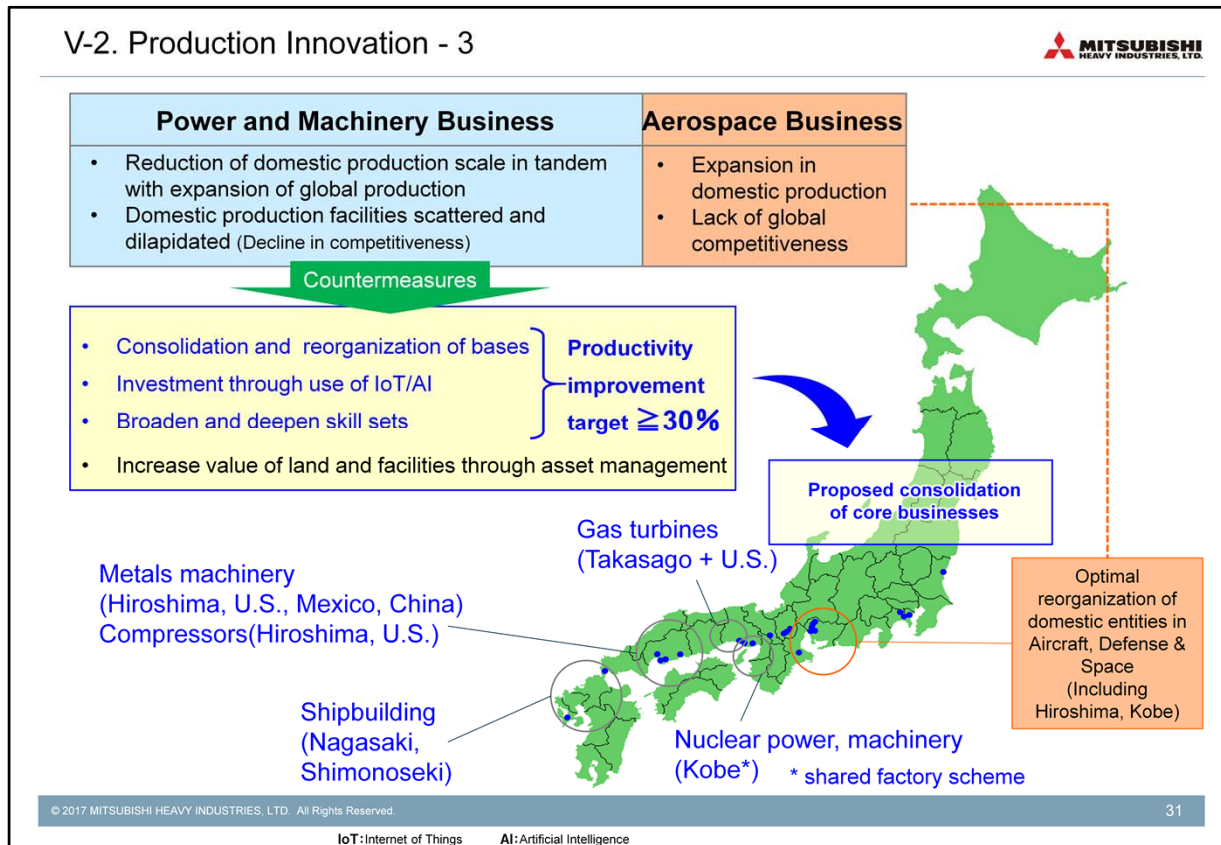 V-2. Production Innovation - 3
MITSUBISHI
HEAVY INDUSTRIES, LTD.
Power and Machinery Business
• Reduction of domestic production scale in tandem
with expansion of global production
• Domestic production facilities scattered and
dilapidated (Decline in competitiveness)
Aerospace Business
• Expansion in
domestic production
• Lack of global
competitiveness
Countermeasures
• Consolidation and reorganization of bases
• Investment through use of IoT/AI
• Broaden and deepen skill sets
Productivity
improvement
target ≧30%
• Increase value of land and facilities through asset management
Proposed consolidation
of core businesses
Gas turbines
(Takasago + U.S.)
Metals machinery
(Hiroshima, U.S., Mexico, China)
Compressors(Hiroshima, U.S.)
Shipbuilding
(Nagasaki,
Shimonoseki)
Nuclear power, machinery
(Kobe*)
* shared factory scheme
Optimal
reorganization of
domestic entities in
Aircraft, Defense &
Space
(Including
Hiroshima, Kobe)
© 2017 MITSUBISHI HEAVY INDUSTRIES, LTD. All Rights Reserved.
31
IoT:Internet of Things AI:Artificial Intelligence